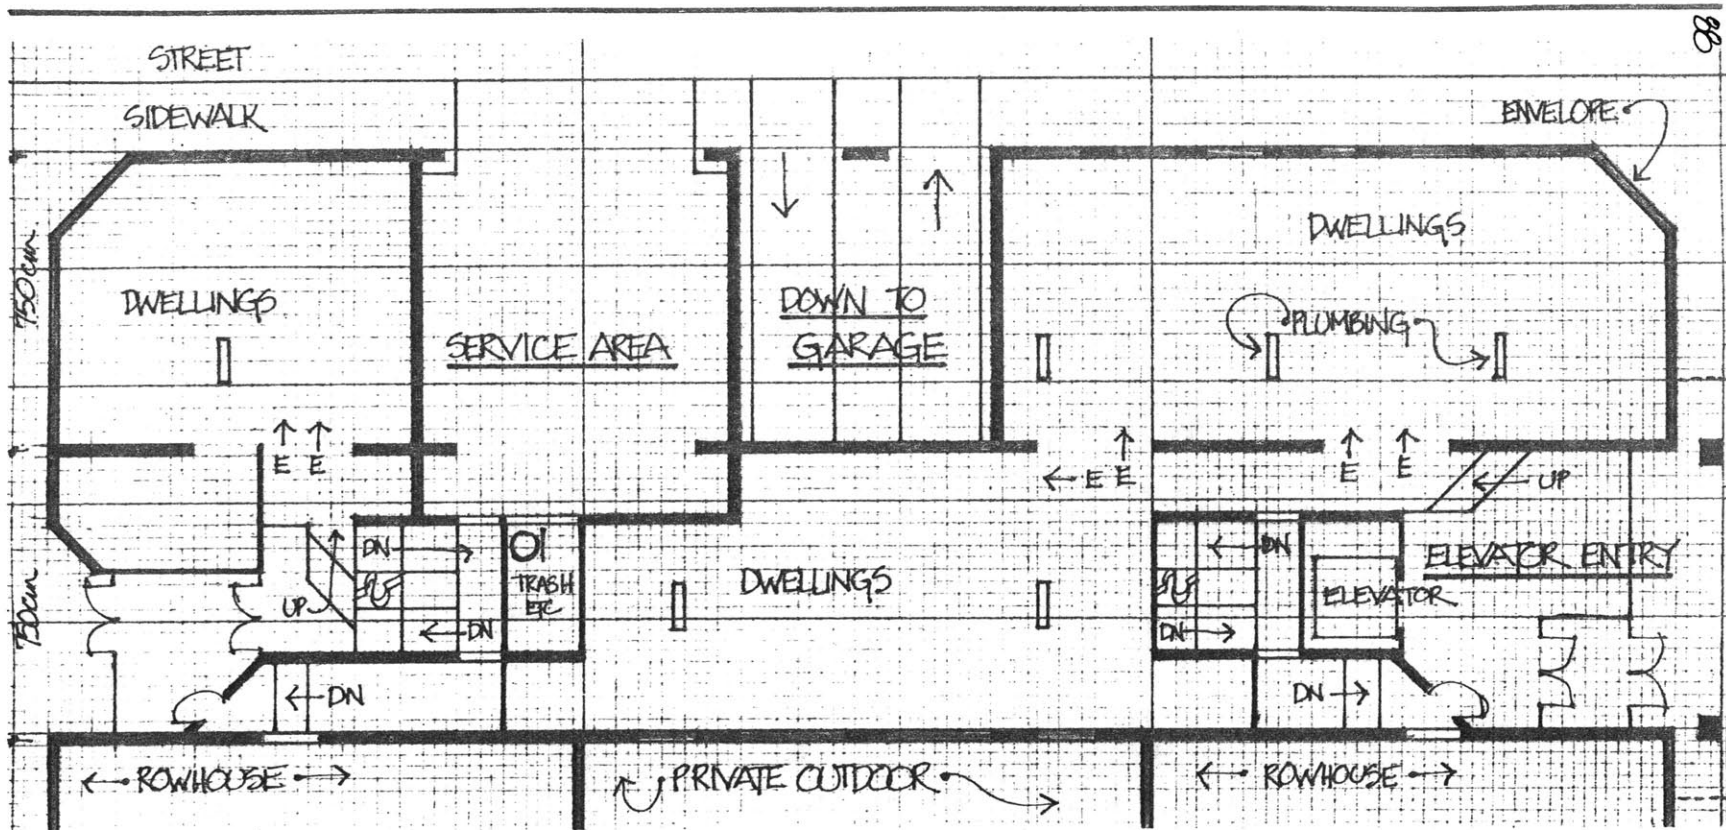 88
STREET
SIDEWALK
ENVELOPE
DWELLINGS
750cm
DWELLINGS
DOWN TO
GARAGE
PLUMBING
SERVICE AREA
E E
E E
E
E
UP
DN
DN
TRASH
ETC
DWELLINGS
ELEVATOR ENTRY
ELEVATOR
750cm
UP
DN
DN
DN
DN
ROWHOUSE
PRIVATE OUTDOOR
ROWHOUSE